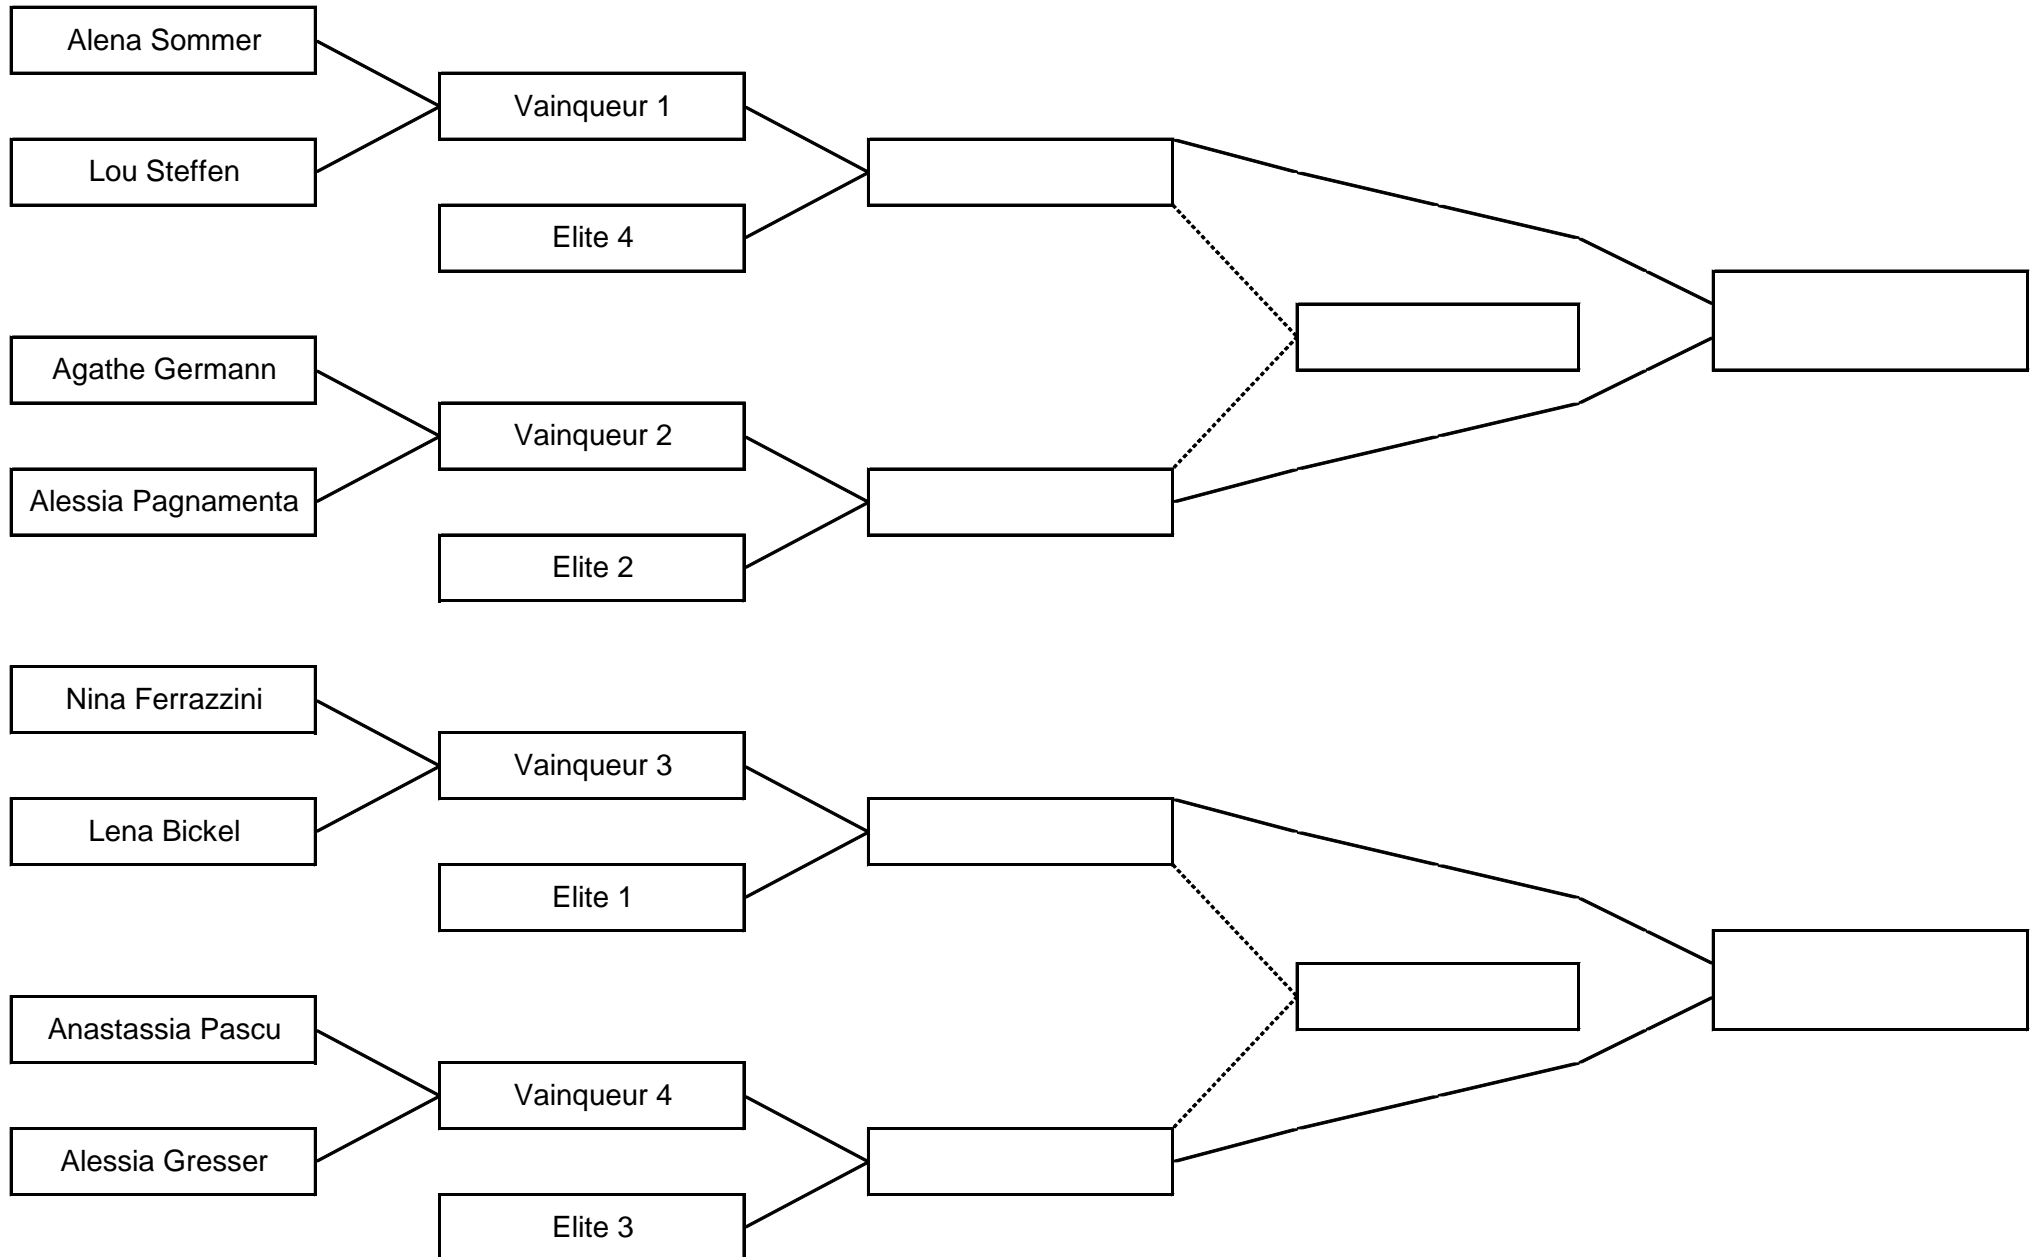 Alena Sommer
Vainqueur 1
Lou Steffen
Elite 4
Agathe Germann
Vainqueur 2
Alessia Pagnamenta
Elite 2
Nina Ferrazzini
Vainqueur 3
Lena Bickel
Elite 1
Anastassia Pascu
Vainqueur 4
Alessia Gresser
Elite 3